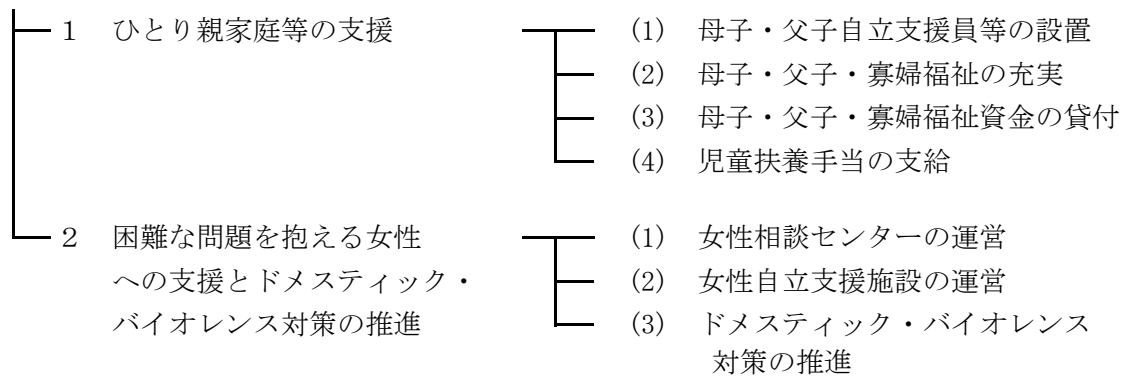 1 ひとり親家庭等の支援
(1) 母子・父子自立支援員等の設置
(2) 母子・父子・寡婦福祉の充実
(3) 母子・父子・寡婦福祉資金の貸付
(4) 児童扶養手当の支給
2 困難な問題を抱える女性
への支援とドメスティック・
バイオレンス対策の推進
(1) 女性相談センターの運営
(2) 女性自立支援施設の運営
(3) ドメスティック・バイオレンス
対策の推進